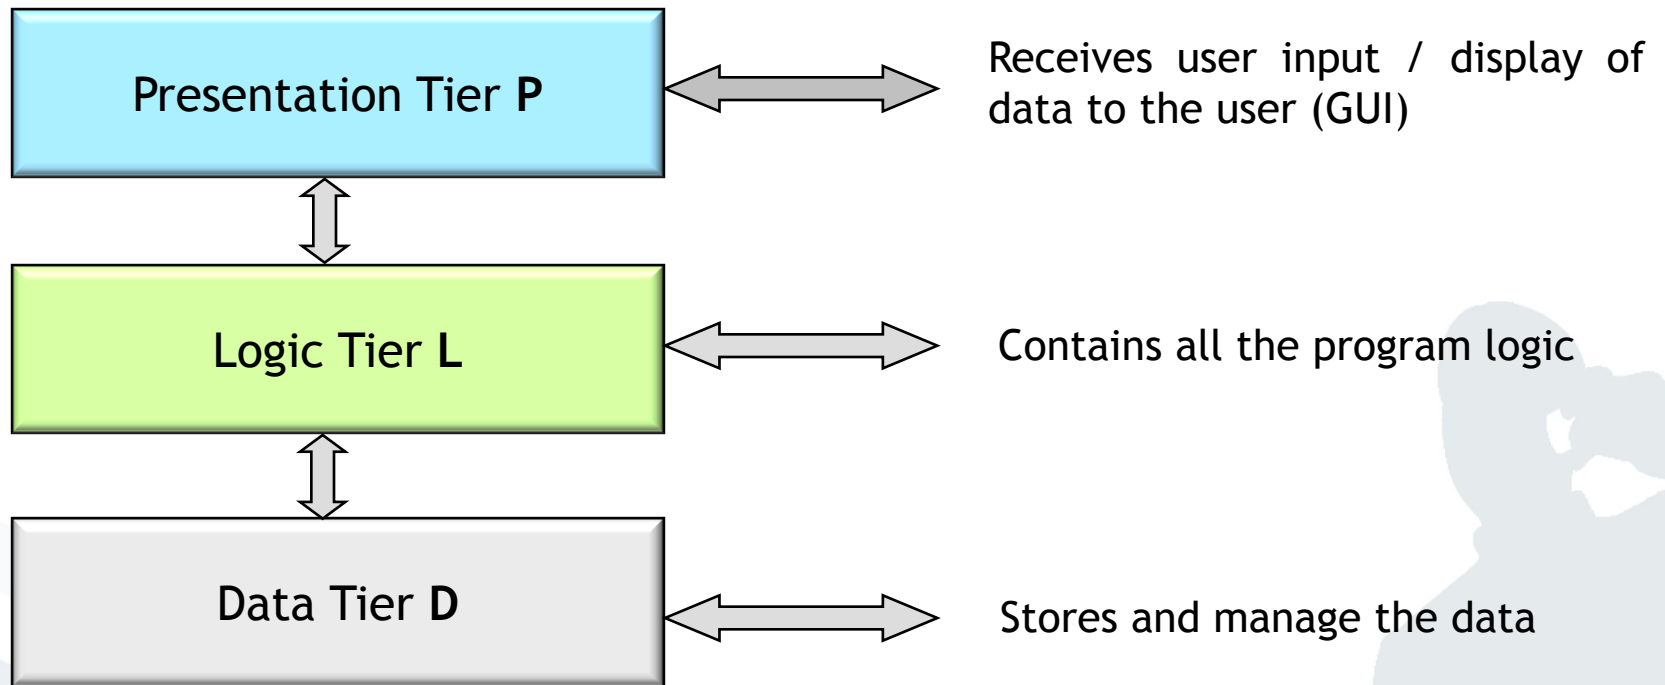 Presentation Tier P
Receives user input / display of
data to the user (GUI)
Logic Tier L
Contains all the program logic
Data Tier D
Stores and manage the data